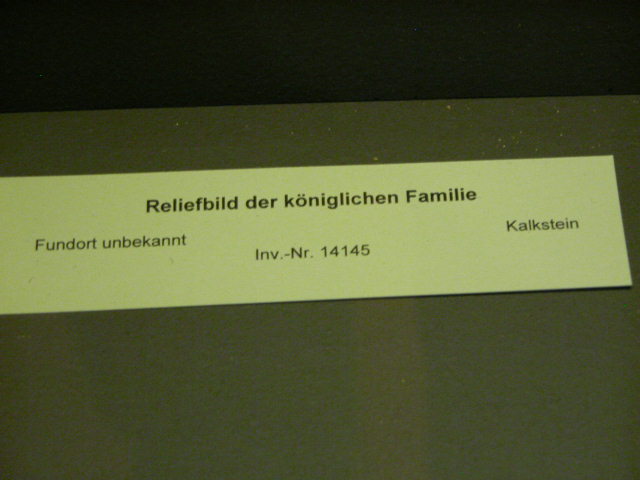 Reliefbild der königlichen Familie
Fundort unbekannt
Inv.-Nr. 14145
Kalkstein